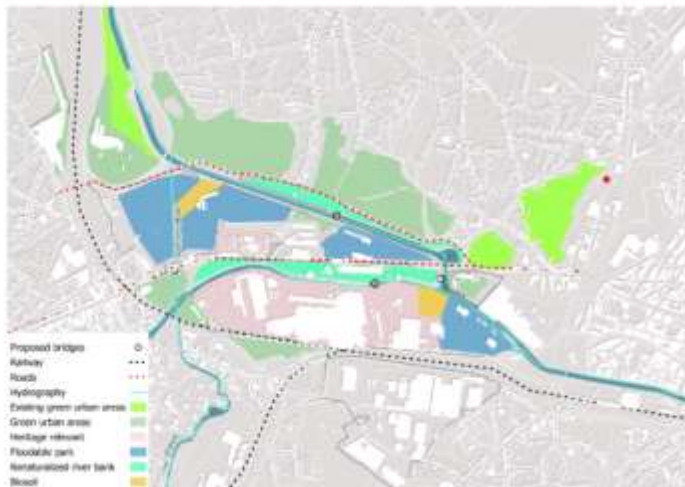 Proposed bridges
Railway
Roads
Hydrography
Existing green urban areas
Green urban areas
Heritage relevant
Floodable park
Renaturalized river bank
Biosoil